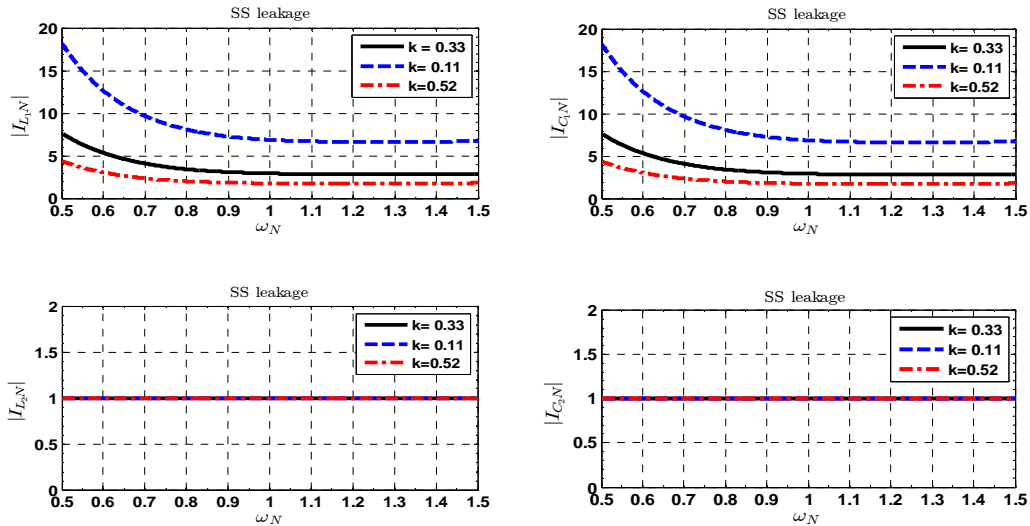 SS leakage
20
15
10
5
0
|I_{L_1N}|
k = 0.33
k= 0.11
k=0.52
0.5 0.6 0.7 0.8 0.9 1 1.1 1.2 1.3 1.4 1.5
ω_N
SS leakage
20
15
10
5
0
|I_{C_1N}|
k = 0.33
k= 0.11
k=0.52
0.5 0.6 0.7 0.8 0.9 1 1.1 1.2 1.3 1.4 1.5
ω_N
SS leakage
2
1.5
1
0.5
0
|I_{L_2N}|
k= 0.33
k= 0.11
k=0.52
0.5 0.6 0.7 0.8 0.9 1 1.1 1.2 1.3 1.4 1.5
ω_N
SS leakage
2
1.5
1
0.5
0
|I_{C_2N}|
k= 0.33
k= 0.11
k=0.52
0.5 0.6 0.7 0.8 0.9 1 1.1 1.2 1.3 1.4 1.5
ω_N